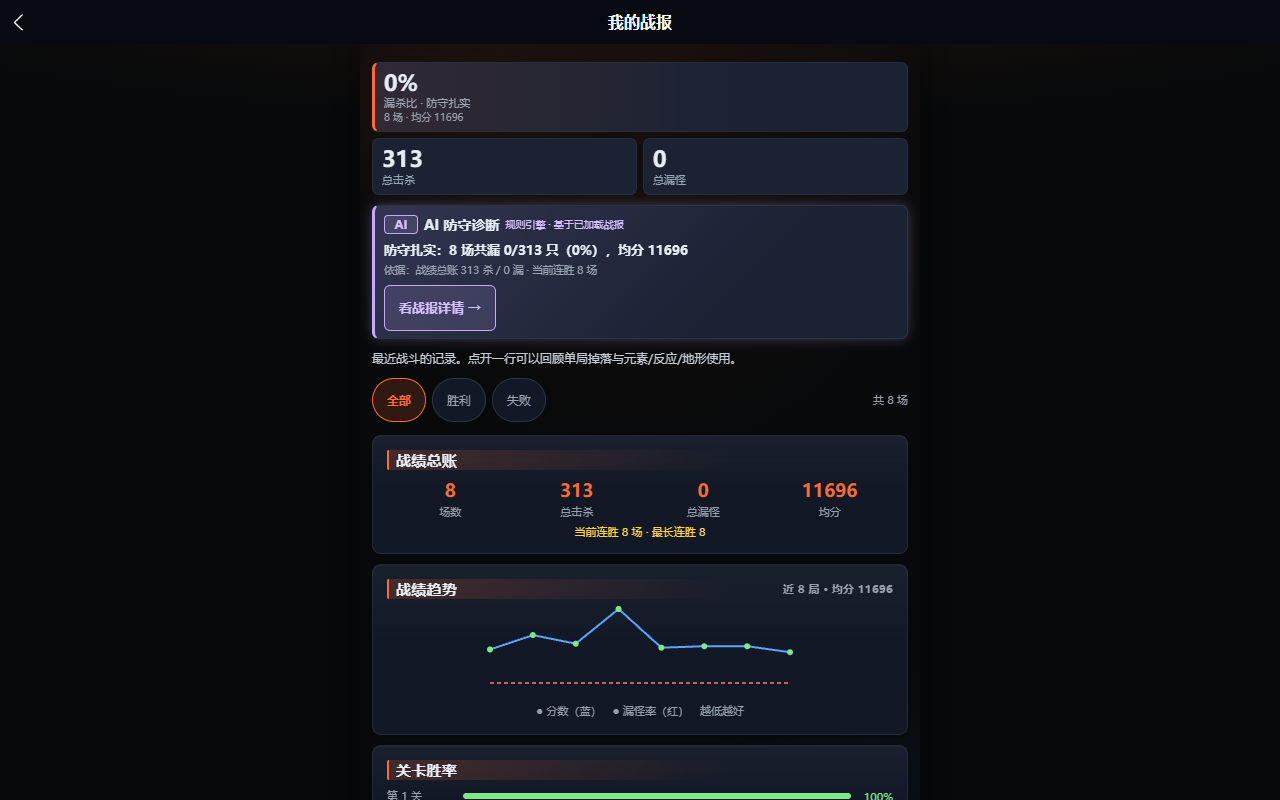 我的战报
0%
漏杀比 · 防守扎实
8 场 · 均分 11696
313
总击杀
0
总漏怪
AI AI 防守诊断 规则引擎 · 基于已加载战报
防守扎实：8 场共漏 0/313 只（0%），均分 11696
依据：战绩总账 313 杀 / 0 漏 · 当前连胜 8 场
看战报详情 →
最近战斗的记录。点开一行可以回顾单局掉落与元素/反应/地形使用。
全部 胜利 失败 共 8 场
战绩总账
8 313 0 11696
场数 总击杀 总漏怪 均分
当前连胜 8 场 · 最长连胜 8
战绩趋势 近 8 局 • 均分 11696
● 分数（蓝） ● 漏怪率（红） 越低越好
关卡胜率
第 1 关 100%